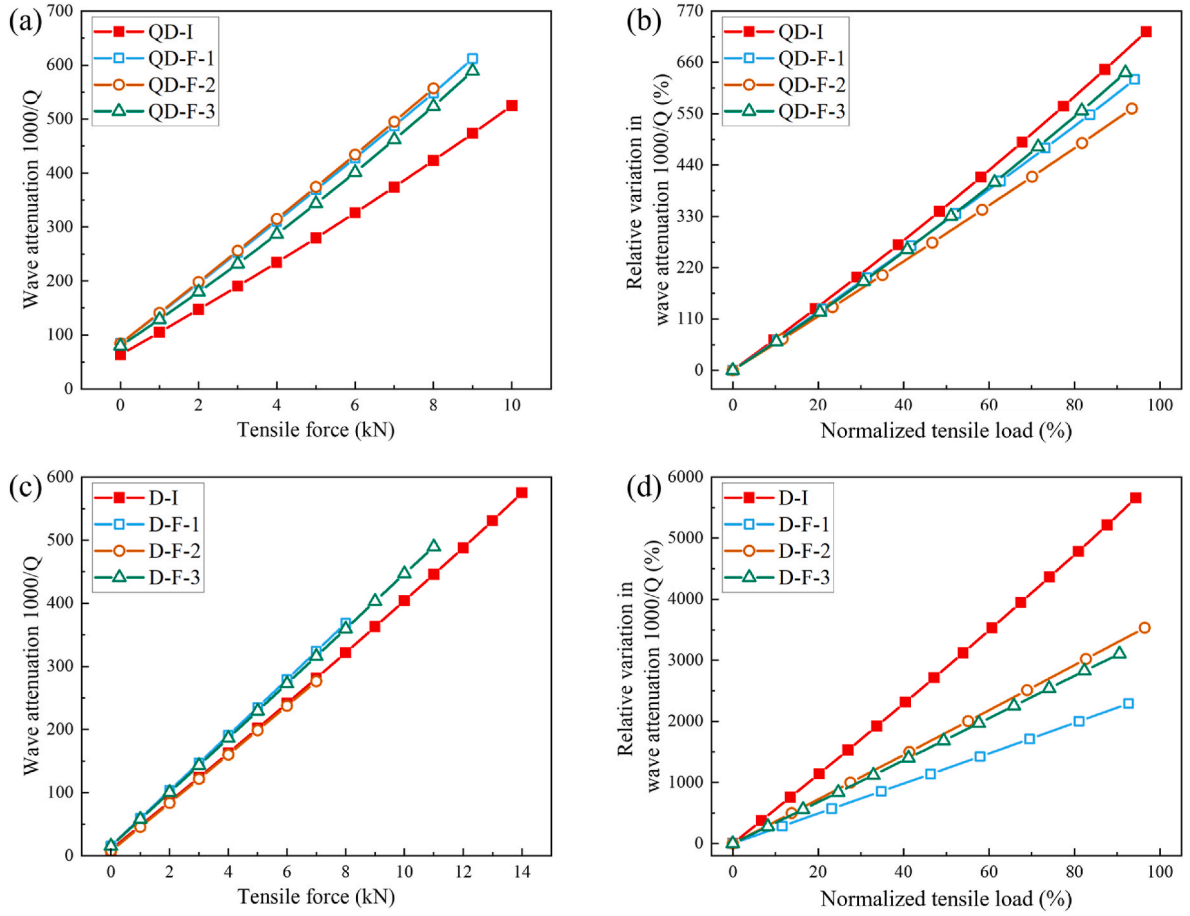 (a)
700
600
500
400
300
200
100
0
Wave attenuation 1000/Q
QD-I
QD-F-1
QD-F-2
QD-F-3
0 2 4 6 8 10
Tensile force (kN)
(b)
770
660
550
440
330
220
110
0
Relative variation in
wave attenuation 1000/Q (%)
QD-I
QD-F-1
QD-F-2
QD-F-3
0 20 40 60 80 100
Normalized tensile load (%)
(c)
600
500
400
300
200
100
0
Wave attenuation 1000/Q
D-I
D-F-1
D-F-2
D-F-3
0 2 4 6 8 10 12 14
Tensile force (kN)
(d)
6000
5000
4000
3000
2000
1000
0
Relative variation in
wave attenuation 1000/Q (%)
D-I
D-F-1
D-F-2
D-F-3
0 20 40 60 80 100
Normalized tensile load (%)